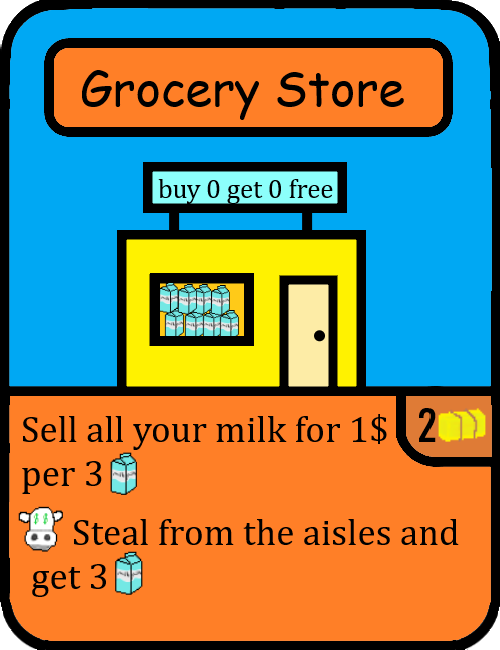 Grocery Store
buy 0 get 0 free
Sell all your milk for 1$
2
per 3
Steal from the aisles and
get 3